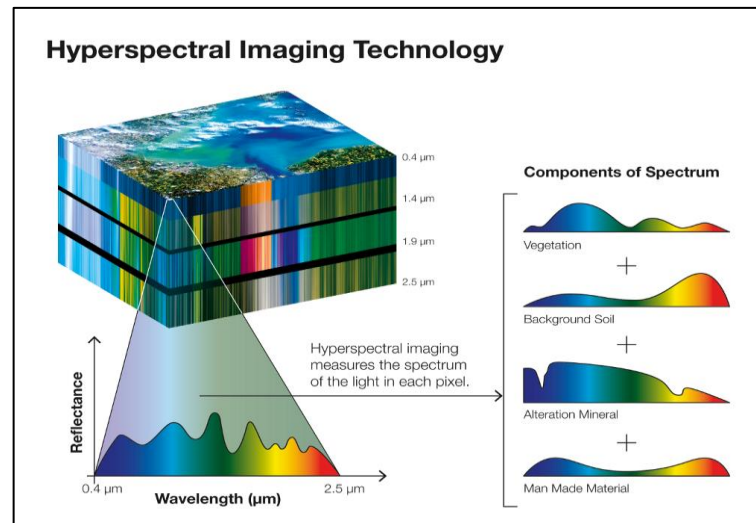 Hyperspectral Imaging Technology
0.4 µm
1.4 µm
1.9 µm
2.5 µm
Components of Spectrum
Vegetation
+
Background Soil
+
Alteration Mineral
+
Man Made Material
Hyperspectral imaging
measures the spectrum
of the light in each pixel.
Reflectance
0.4 µm
2.5 µm
Wavelength (µm)